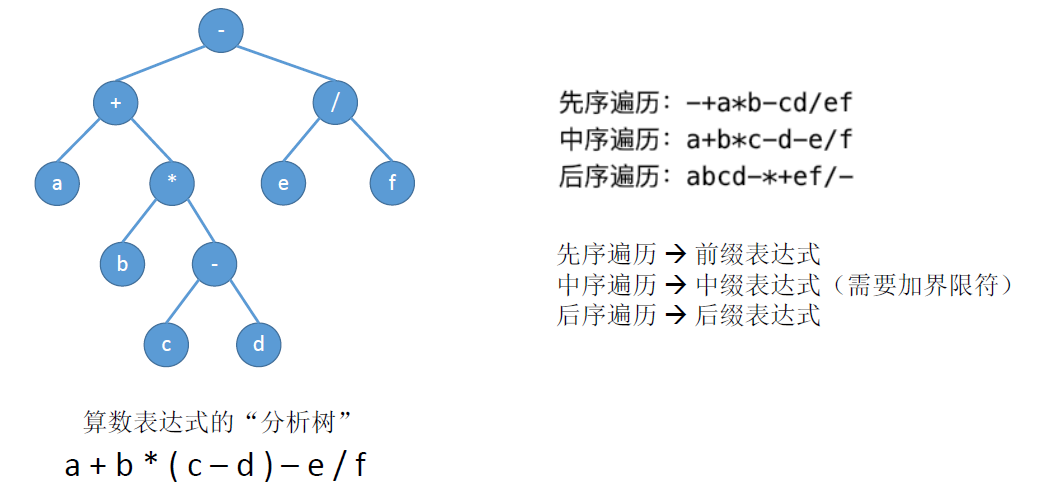 -
+
/
a
*
e
f
b
-
c
d
算数表达式的“分析树”
a + b * ( c – d ) – e / f
先序遍历: -+a*b-cd/ef
中序遍历: a+b*c-d-e/f
后序遍历: abcd-*+ef/-
先序遍历 → 前缀表达式
中序遍历 → 中缀表达式（需要加界限符）
后序遍历 → 后缀表达式